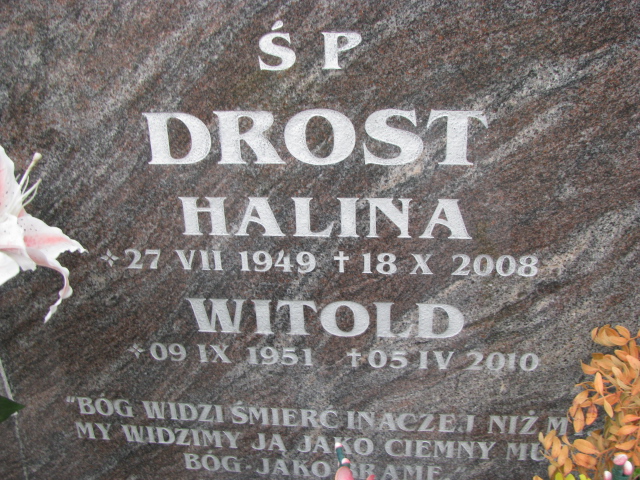 Ś P
DROST
HALINA
✧ 27 VII 1949 † 18 X 2008
WITOLD
✧ 09 IX 1951 † 05 IV 2010
"BÓG WIDZI ŚMIERĆ INACZEJ NIŻ
MY WIDZIMY JĄ JAKO CIEMNY
BÓG - JAKO BRAMĘ.